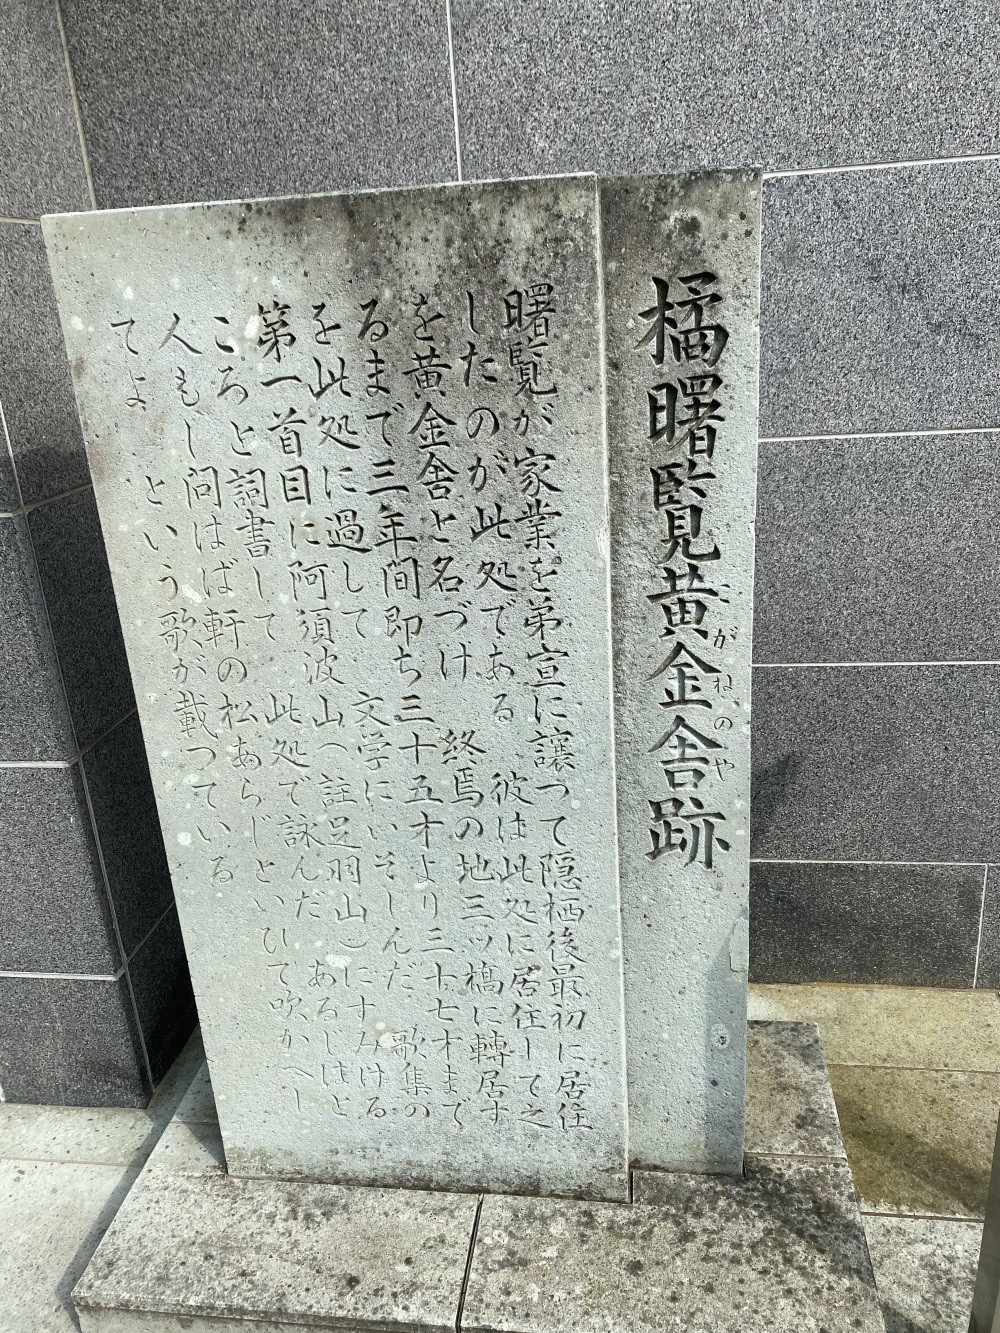 橘曙覧黄金舎跡
こがねのや
曙覧が家業を弟宣に譲つて隠栖後最初に居住
したのが此処である 彼は此処に居住して之
を黄金舎と名づけ 終焉の地三ッ橋に轉居す
るまで三年間即ち三十五才より三十七才まで
を此処に過して 文学にいそしんだ 歌集の
第一首目に阿須波山(註足羽山)にすみける
ころと詞書して 此処で詠んだ あるじはと
人もし問はば軒の松あらじといひて吹かへし
てよ という歌が載つている